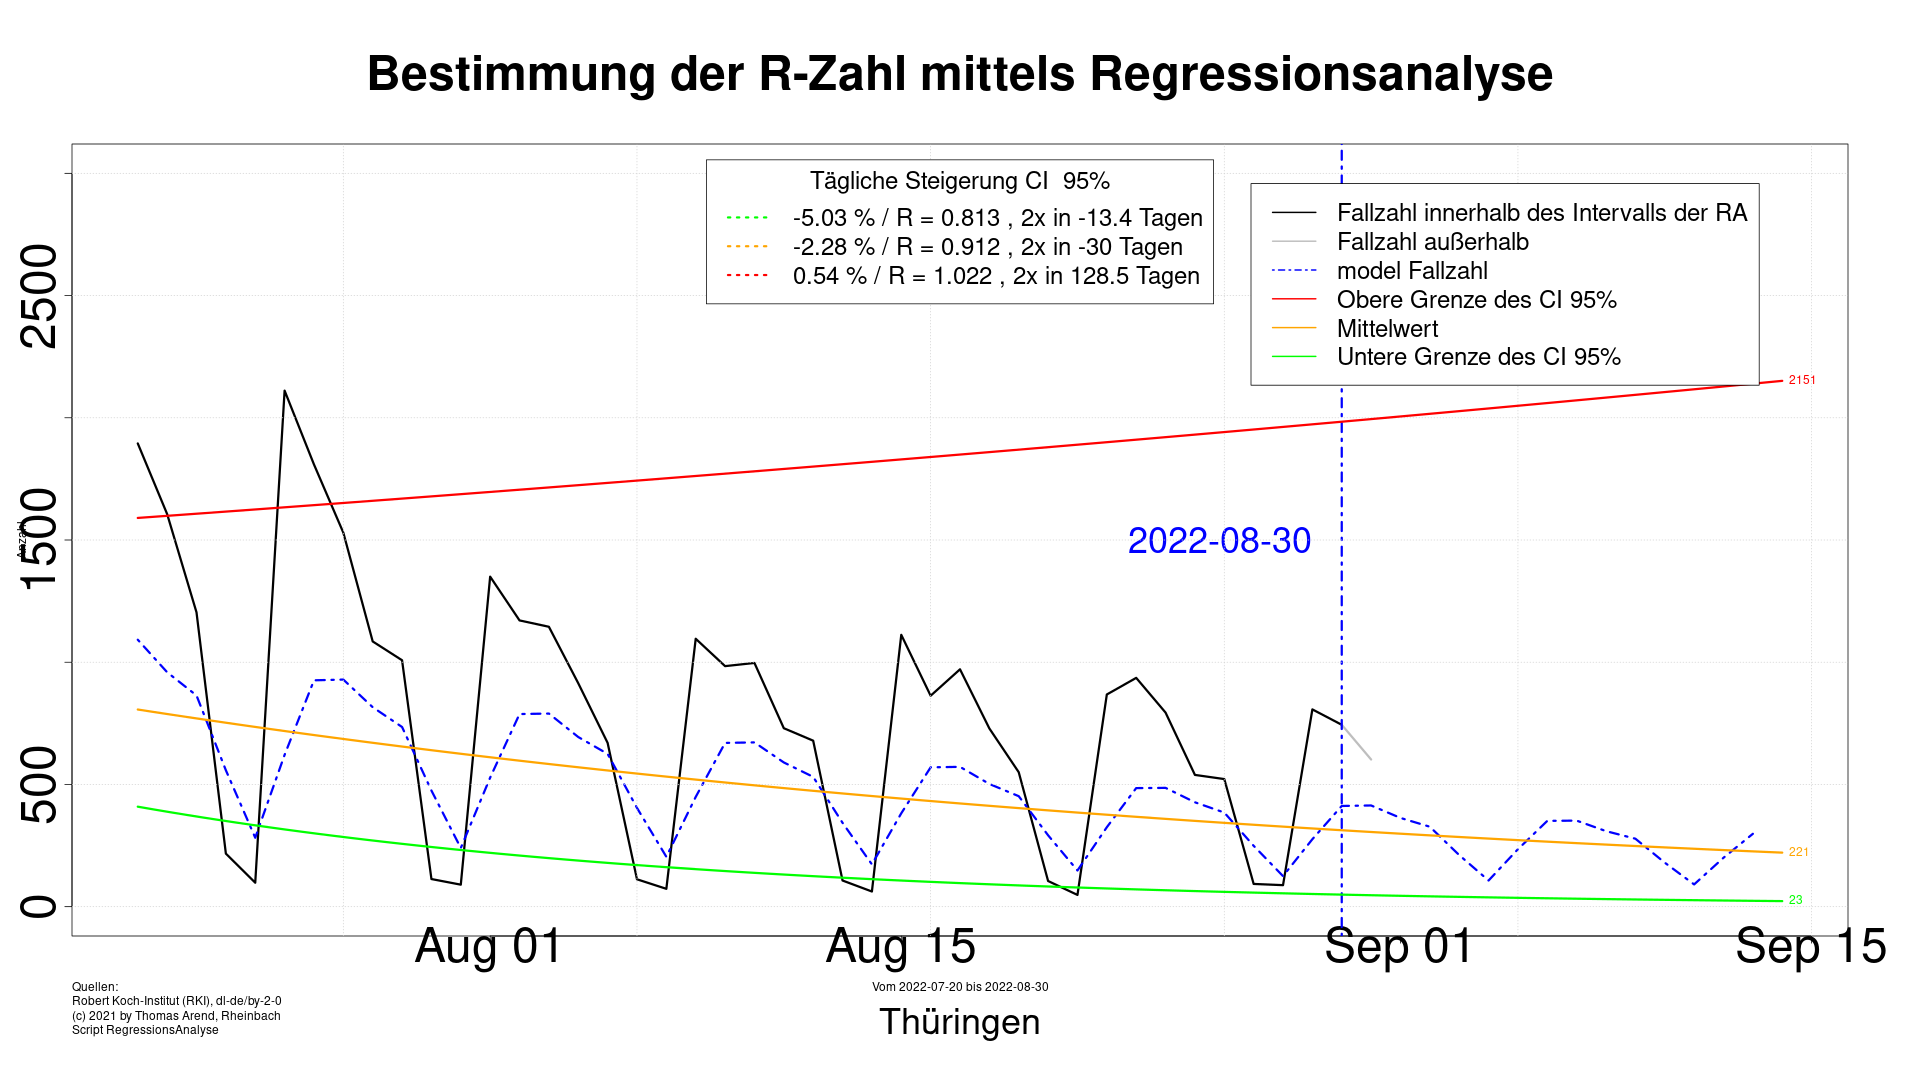 Bestimmung der R-Zahl mittels Regressionsanalyse
Tägliche Steigerung CI  95%
-5.03 % / R = 0.813 , 2x in -13.4 Tagen
-2.28 % / R = 0.912 , 2x in -30 Tagen
0.54 % / R = 1.022 , 2x in 128.5 Tagen
Fallzahl innerhalb des Intervalls der RA
Fallzahl außerhalb
model Fallzahl
Obere Grenze des CI 95%
Mittelwert
Untere Grenze des CI 95%
2500
1500
500
0
Anzahl
2151
2022-08-30
221
23
Aug 01
Aug 15
Sep 01
Sep 15
Quellen:
Robert Koch-Institut (RKI), dl-de/by-2-0
(c) 2021 by Thomas Arend, Rheinbach
Script RegressionsAnalyse
Vom 2022-07-20 bis 2022-08-30
Thüringen